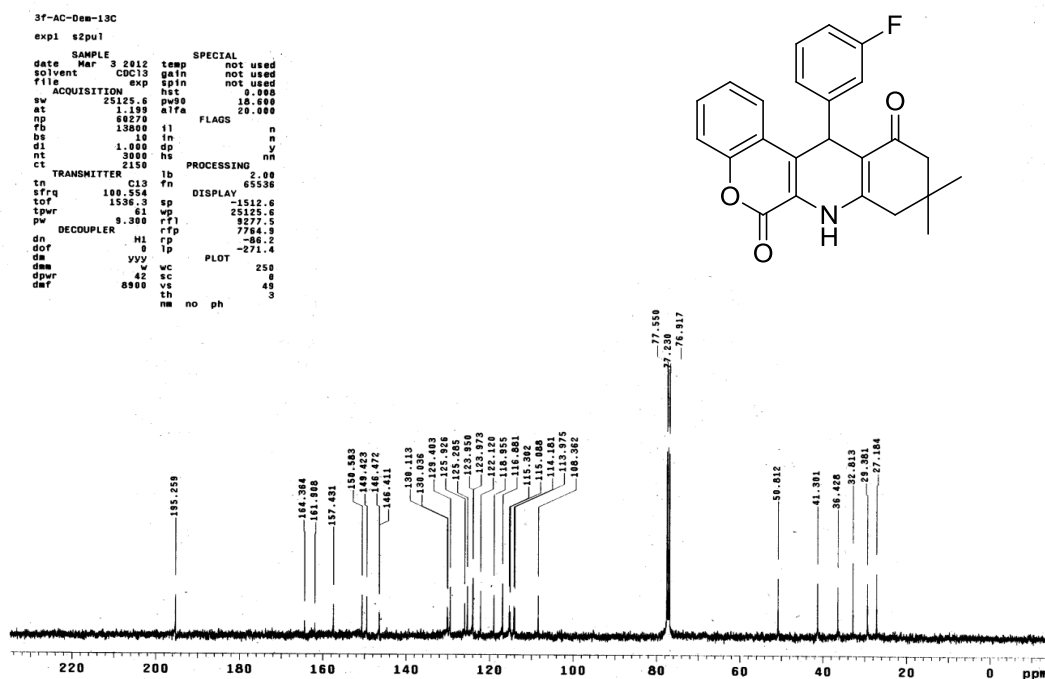 3f-AC-Dem-13C
exp1 s2pul
SAMPLE
date Mar 3 2012
solvent CDCl3
file exp
ACQUISITION
sw 25125.6
at 1.199
np 60270
fb 13800
bs 10
d1 1.000
nt 3000
ct 2150
TRANSMITTER
tn C13
sfrq 100.554
tof 1536.3
tpwr 61
pw 9.300
DECOUPLER
dn H1
dof 0
dm yyy
dmm w
dpwr 42
dmf 8900
SPECIAL
temp not used
gain not used
spin not used
hst 0.008
pw90 18.600
alfa 20.000
FLAGS
il n
in n
dp y
hs nn
PROCESSING
lb 2.00
fn 65536
DISPLAY
sp -1512.6
wp 25125.6
rfl 9277.5
rfp 7764.9
rp -86.2
lp -271.4
PLOT
wc 250
sc 0
vs 49
th 3
nm no ph
F
O
O
O
N
H
195.259
164.364
161.908
157.431
150.583
149.423
146.472
146.411
130.113
130.036
129.403
125.926
125.285
123.950
123.973
122.120
118.955
116.881
115.302
115.088
114.181
113.975
108.362
77.550
77.230
76.917
50.812
41.301
36.428
32.813
29.381
27.184
220 200 180 160 140 120 100 80 60 40 20 0 ppm